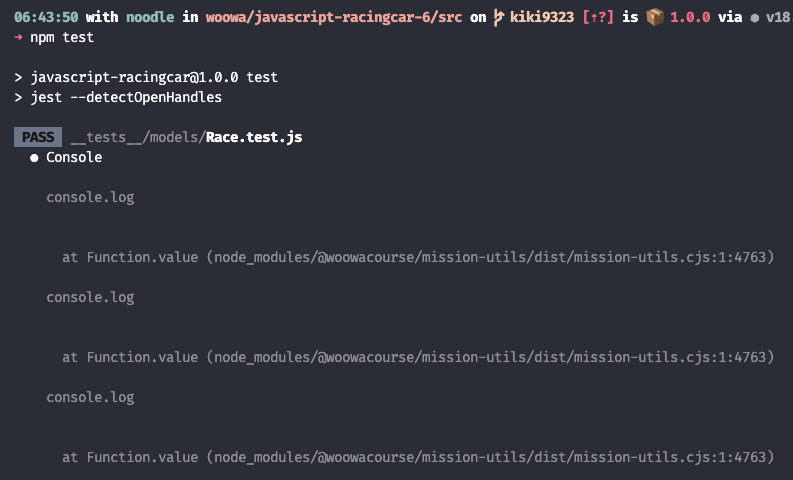 06:43:50 with noodle in woowa/javascript-racingcar-6/src on kiki9323 [↑?] is 📦 1.0.0 via ⬢ v18
→ npm test
> javascript-racingcar@1.0.0 test
> jest --detectOpenHandles
PASS __tests__/models/Race.test.js
● Console
console.log
at Function.value (node_modules/@woowacourse/mission-utils/dist/mission-utils.cjs:1:4763)
console.log
at Function.value (node_modules/@woowacourse/mission-utils/dist/mission-utils.cjs:1:4763)
console.log
at Function.value (node_modules/@woowacourse/mission-utils/dist/mission-utils.cjs:1:4763)